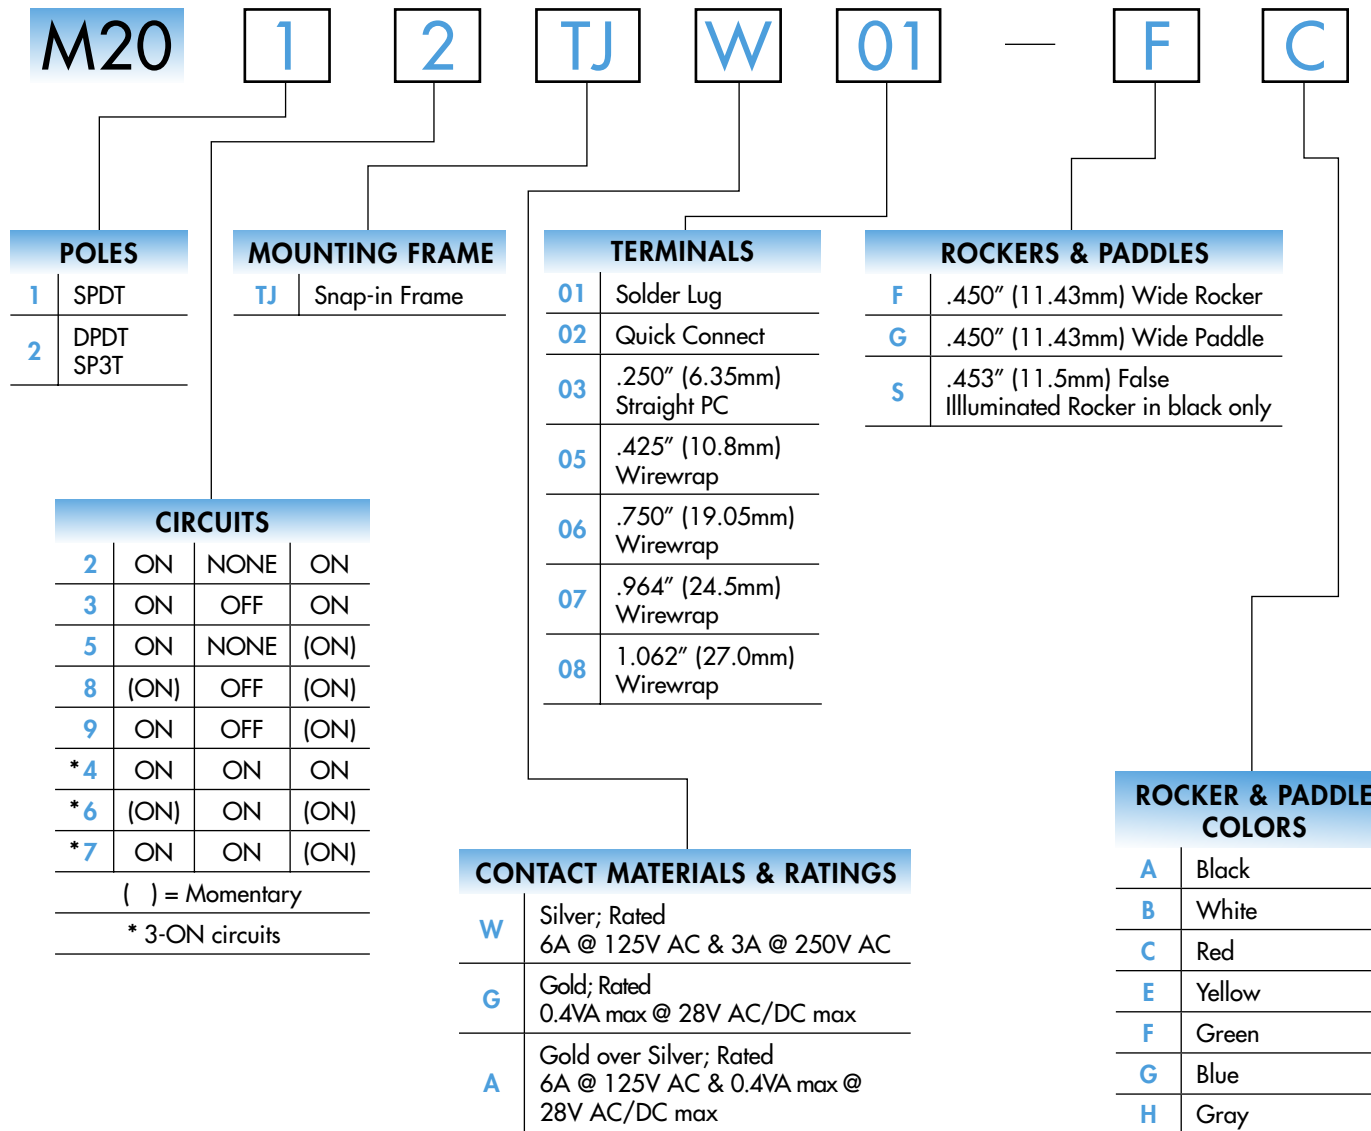 M20 1 2 TJ W 01 — F C
POLES
1 SPDT
2 DPDT
SP3T
MOUNTING FRAME
TJ Snap-in Frame
TERMINALS
01 Solder Lug
02 Quick Connect
03 .250" (6.35mm)
Straight PC
05 .425" (10.8mm)
Wirewrap
06 .750" (19.05mm)
Wirewrap
07 .964" (24.5mm)
Wirewrap
08 1.062" (27.0mm)
Wirewrap
ROCKERS & PADDLES
F .450" (11.43mm) Wide Rocker
G .450" (11.43mm) Wide Paddle
S .453" (11.5mm) False
Illluminated Rocker in black only
CIRCUITS
2 ON NONE ON
3 ON OFF ON
5 ON NONE (ON)
8 (ON) OFF (ON)
9 ON OFF (ON)
*4 ON ON ON
*6 (ON) ON (ON)
*7 ON ON (ON)
( ) = Momentary
* 3-ON circuits
CONTACT MATERIALS & RATINGS
W Silver; Rated
6A @ 125V AC & 3A @ 250V AC
G Gold; Rated
0.4VA max @ 28V AC/DC max
A Gold over Silver; Rated
6A @ 125V AC & 0.4VA max @
28V AC/DC max
ROCKER & PADDLE
COLORS
A Black
B White
C Red
E Yellow
F Green
G Blue
H Gray